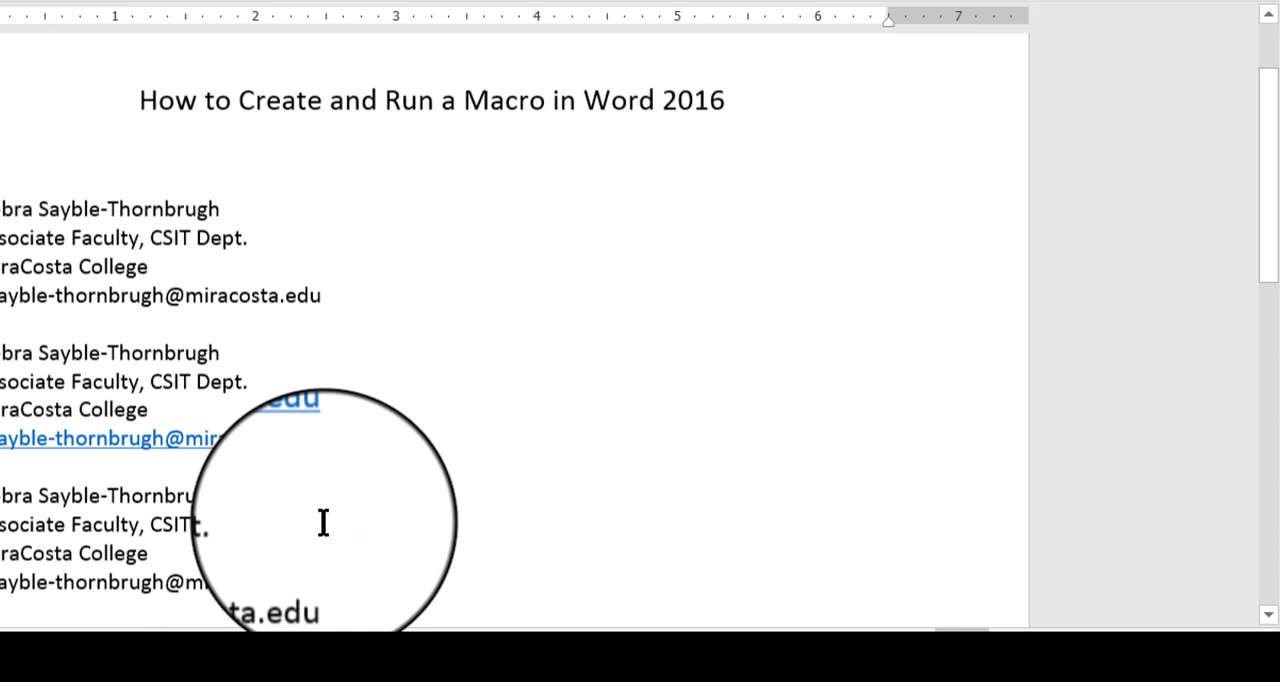 1 2 3 4 5 6 7
How to Create and Run a Macro in Word 2016
bra Sayble-Thornbrugh
sociate Faculty, CSIT Dept.
raCosta College
ayble-thornbrugh@miracosta.edu
bra Sayble-Thornbrugh
sociate Faculty, CSIT Dept.
raCosta College
ayble-thornbrugh@mir edu
bra Sayble-Thornbru
sociate Faculty, CSIT t.
raCosta College
ayble-thornbrugh@m ta.edu